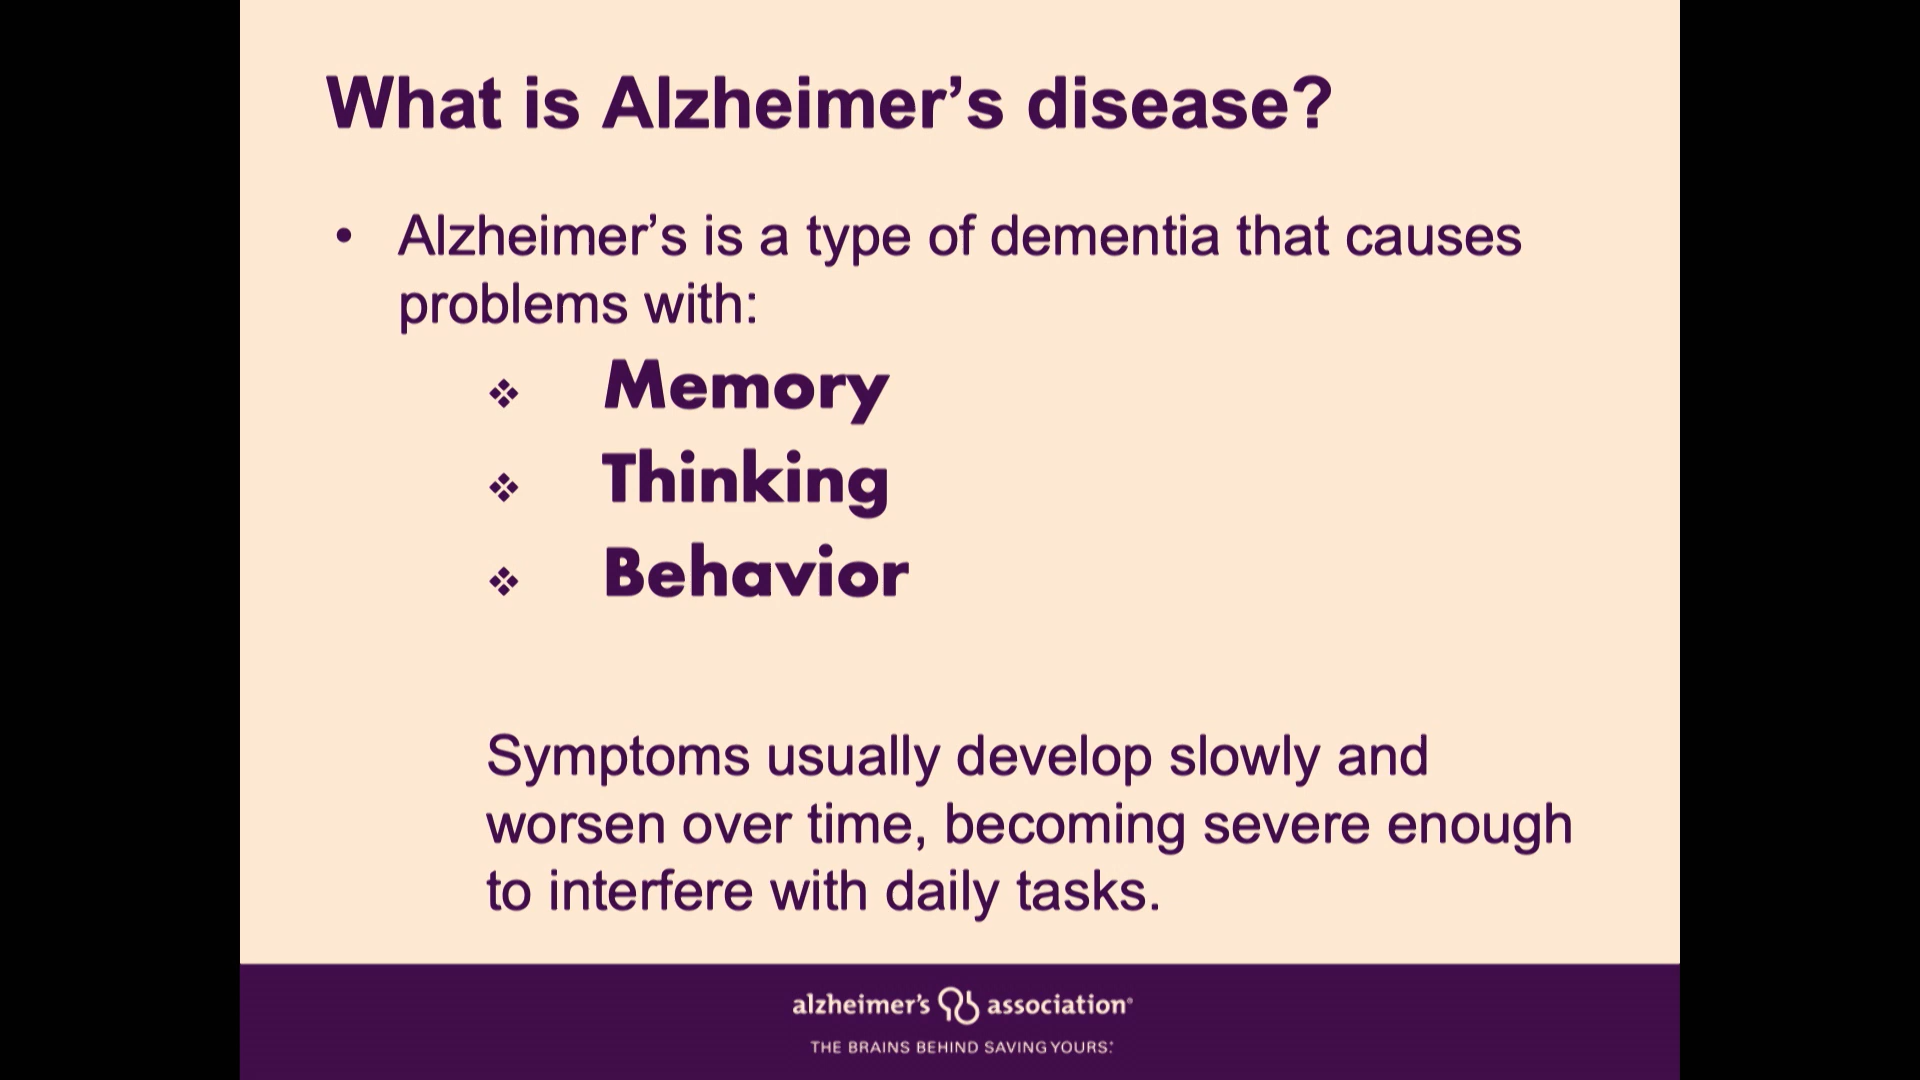 What is Alzheimer’s disease?
• Alzheimer’s is a type of dementia that causes
problems with:
❖ Memory
❖ Thinking
❖ Behavior
Symptoms usually develop slowly and
worsen over time, becoming severe enough
to interfere with daily tasks.
alzheimer’s association®
THE BRAINS BEHIND SAVING YOURS.™